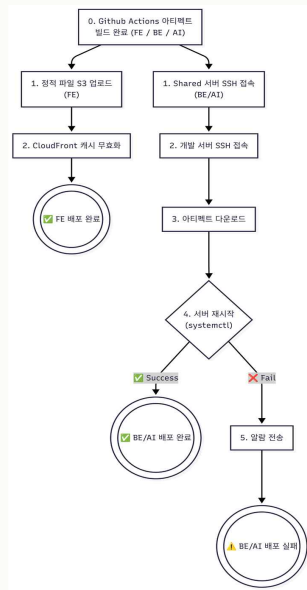 0. Github Actions 아티팩트
빌드 완료 (FE / BE / AI)
1. 정적 파일 S3 업로드
(FE)
1. Shared 서버 SSH 접속
(BE/AI)
2. CloudFront 캐시 무효화
2. 개발 서버 SSH 접속
✅ FE 배포 완료
3. 아티팩트 다운로드
4. 서버 재시작
(systemctl)
✅ Success
❌ Fail
✅ BE/AI 배포 완료
5. 알람 전송
⚠️ BE/AI 배포 실패